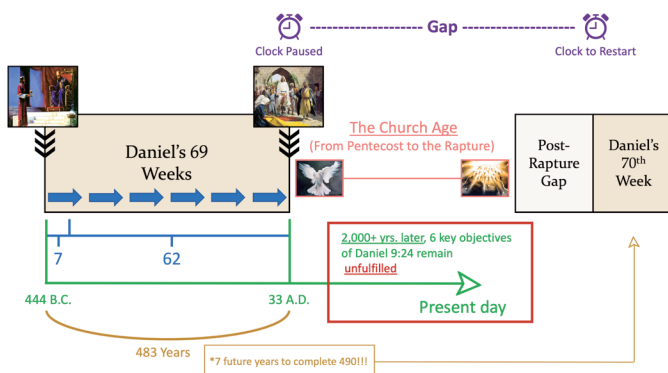 Gap
Clock Paused
Clock to Restart
Daniel's 69
Weeks
The Church Age
(From Pentecost to the Rapture)
Post-
Rapture
Gap
Daniel's
70th
Week
7
62
2,000+ yrs. later, 6 key objectives
of Daniel 9:24 remain
unfulfilled
444 B.C.
33 A.D.
Present day
483 Years
*7 future years to complete 490!!!